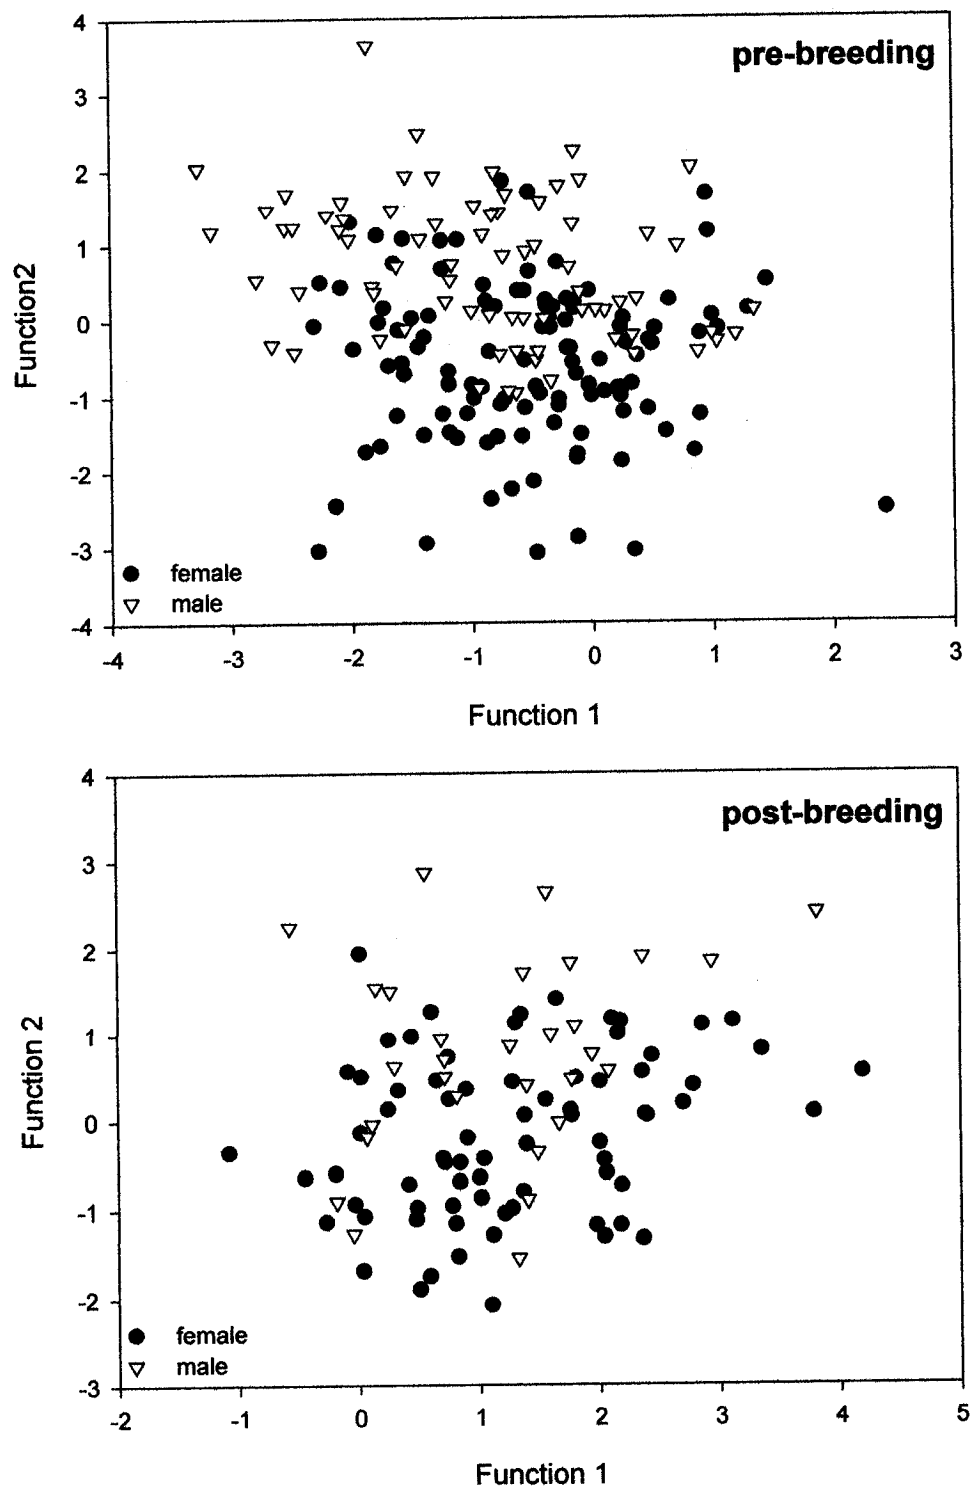 pre-breeding
4
3
2
1
0
-1
-2
-3
-4
Function2
female
male
-4 -3 -2 -1 0 1 2 3
Function 1
post-breeding
4
3
2
1
0
-1
-2
-3
Function 2
female
male
-2 -1 0 1 2 3 4 5
Function 1